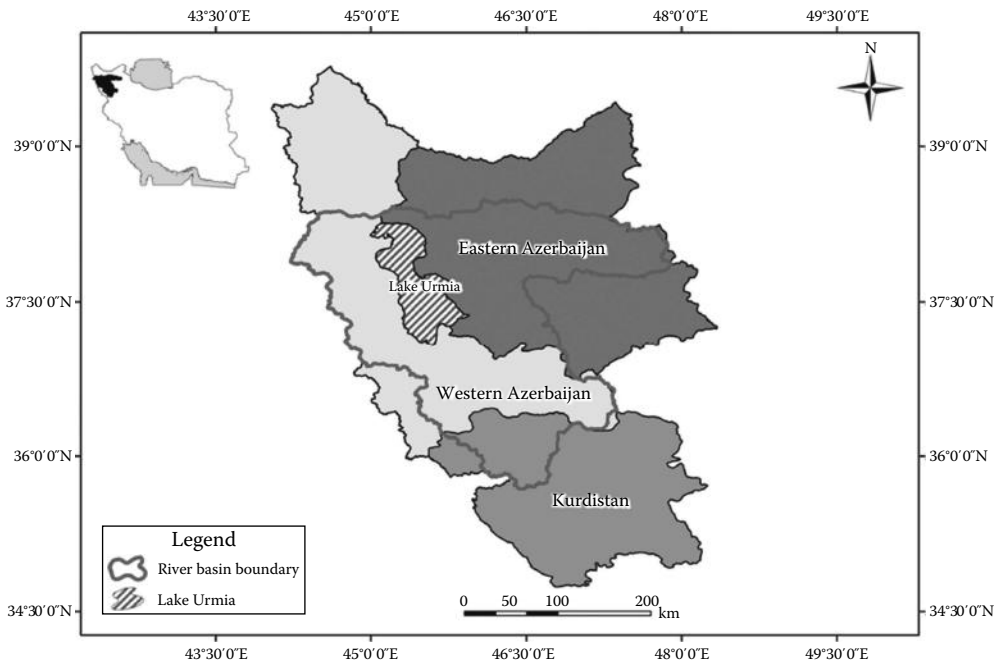 43°30′0″E 45°0′0″E 46°30′0″E 48°0′0″E 49°30′0″E
N
39°0′0″N 39°0′0″N
Eastern Azerbaijan
Lake Urmia
37°30′0″N 37°30′0″N
Western Azerbaijan
36°0′0″N 36°0′0″N
Kurdistan
Legend
River basin boundary
Lake Urmia
0 50 100 200
km
34°30′0″N 34°30′0″N
43°30′0″E 45°0′0″E 46°30′0″E 48°0′0″E 49°30′0″E